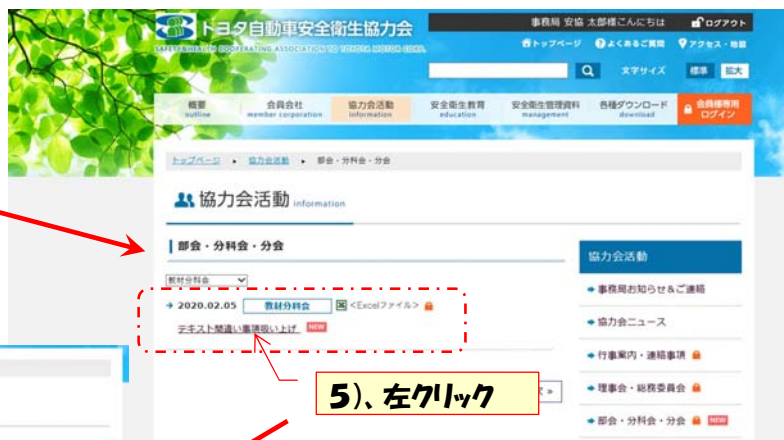 トヨタ自動車安全衛生協力会
SAFETY&HEALTH COOPERATING ASSOCIATION TO TOYOTA MOTOR CORP.
事務局 安協 太郎様こんにちは ログアウト
トップページ よくあるご質問 アクセス・地図
文字サイズ 標準 拡大
概要 会員会社 協力会活動 安全衛生教育 安全衛生管理資料 各種ダウンロード 会員様専用
outline member corporation information education management download ログイン
トップページ 協力会活動 部会・分科会・分会
協力会活動 information
部会・分科会・分会
教材分科会
2020.02.05 教材分科会 <Excelファイル>
テキスト間違い事項吸い上げ NEW
5)、左クリック
次 »
協力会活動
事務局お知らせ&ご連絡
協力会ニュース
行事案内・連絡事項
理事会・総務委員会
部会・分科会・分会 NEW